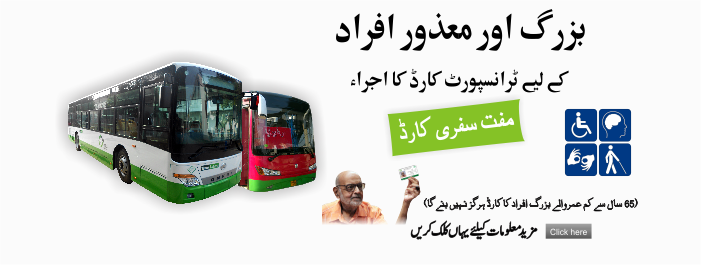 بزرگ اور معذور افراد
کے لیے ٹرانسپورٹ کارڈ کا اجراء
مفت سفری کارڈ
(65 سال سے کم عمر والے بزرگ افراد کا کارڈ ہرگز نہیں بنے گا)
مزید معلومات کیلئے یہاں کلک کریں Click here